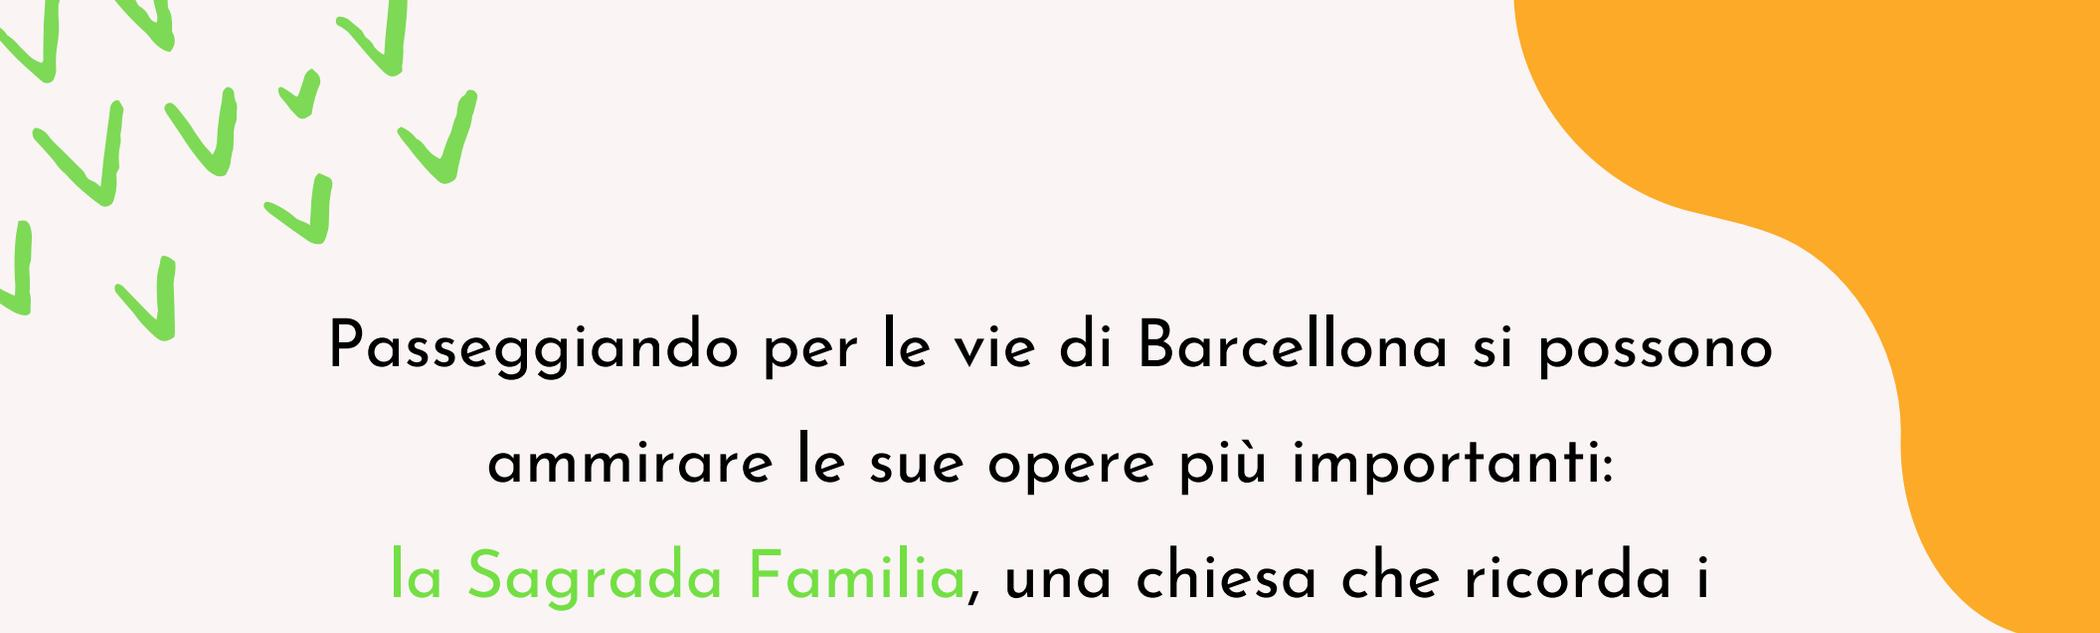 Passeggiando per le vie di Barcellona si possono
ammirare le sue opere più importanti:
la Sagrada Familia, una chiesa che ricorda i